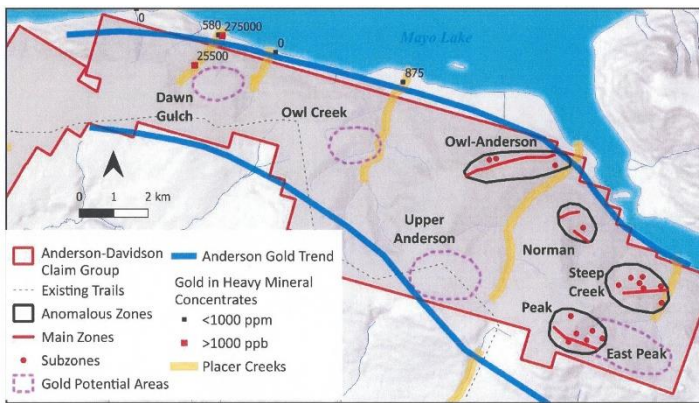 0
580
275000
0
25500
Mayo Lake
875
Dawn
Gulch
Owl Creek
Owl-Anderson
0 1 2 km
Upper
Anderson
Norman
Steep
Creek
Peak
East Peak
Anderson-Davidson
Claim Group
Existing Trails
Anomalous Zones
Main Zones
Subzones
Gold Potential Areas
Anderson Gold Trend
Gold in Heavy Mineral
Concentrates
<1000 ppm
>1000 ppb
Placer Creeks